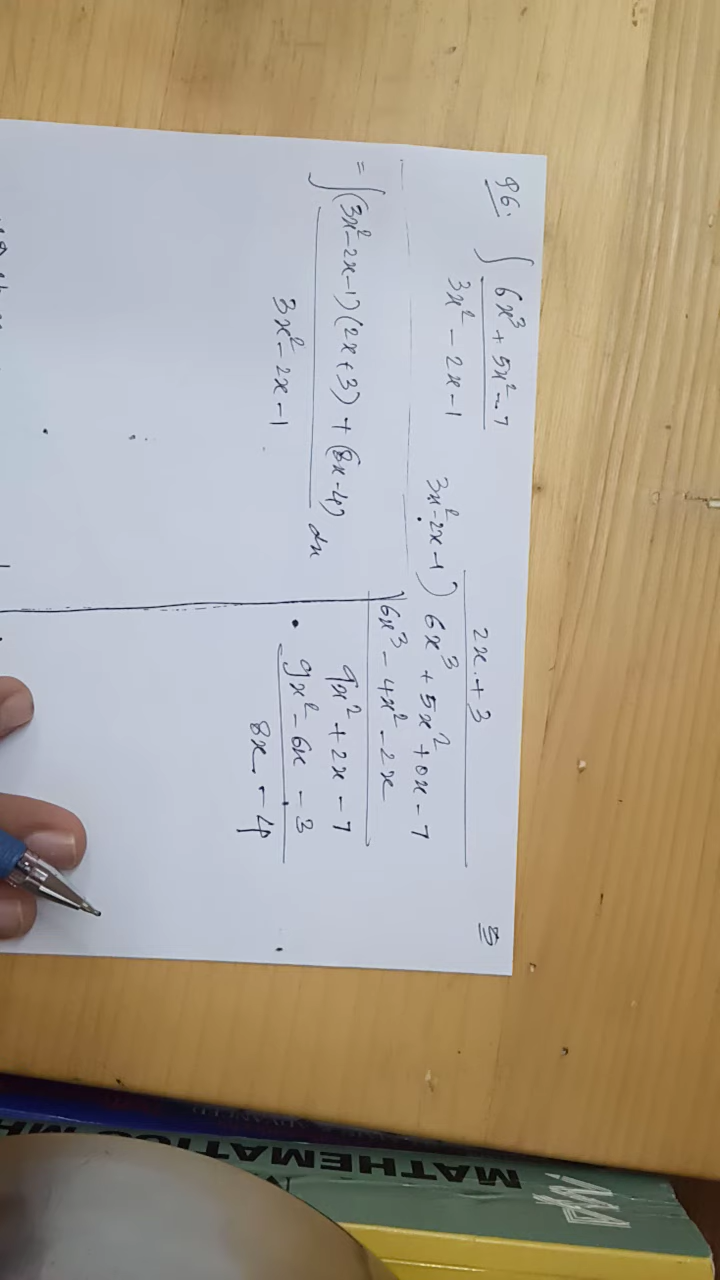 96. ∫ 6x³ + 5x² - 7
3x² - 2x - 1
2x + 3
3x² - 2x - 1 ) 6x³ + 5x² + 0x - 7
6x³ - 4x² - 2x
9x² + 2x - 7
9x² - 6x - 3
8x - 4
= ∫ (3x² - 2x - 1)(2x + 3) + (8x - 4) dx
3x² - 2x - 1
MATHEMATICS